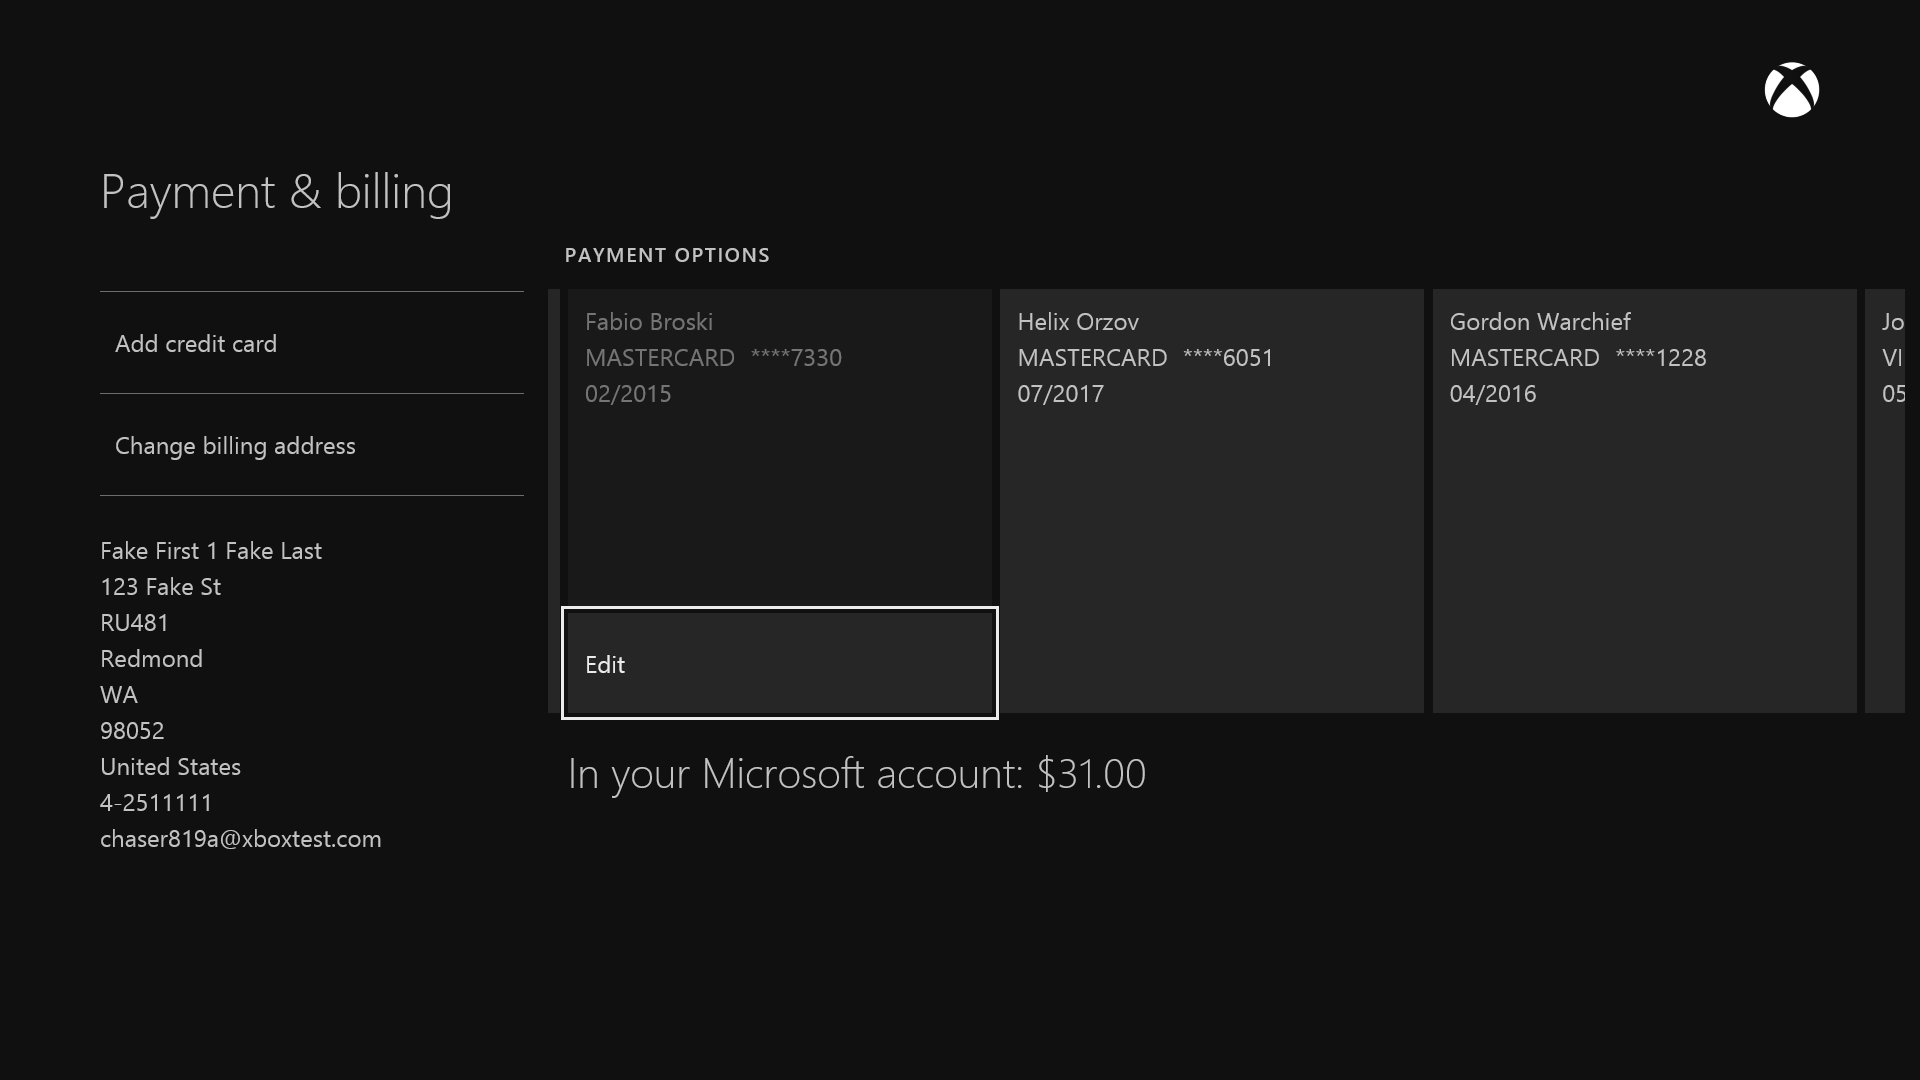 Payment & billing
Add credit card
Change billing address
Fake First 1 Fake Last
123 Fake St
RU481
Redmond
WA
98052
United States
4-2511111
chaser819a@xboxtest.com
PAYMENT OPTIONS
Fabio Broski
MASTERCARD ****7330
02/2015
Edit
Helix Orzov
MASTERCARD ****6051
07/2017
Gordon Warchief
MASTERCARD ****1228
04/2016
Jo
VI
05
In your Microsoft account: $31.00